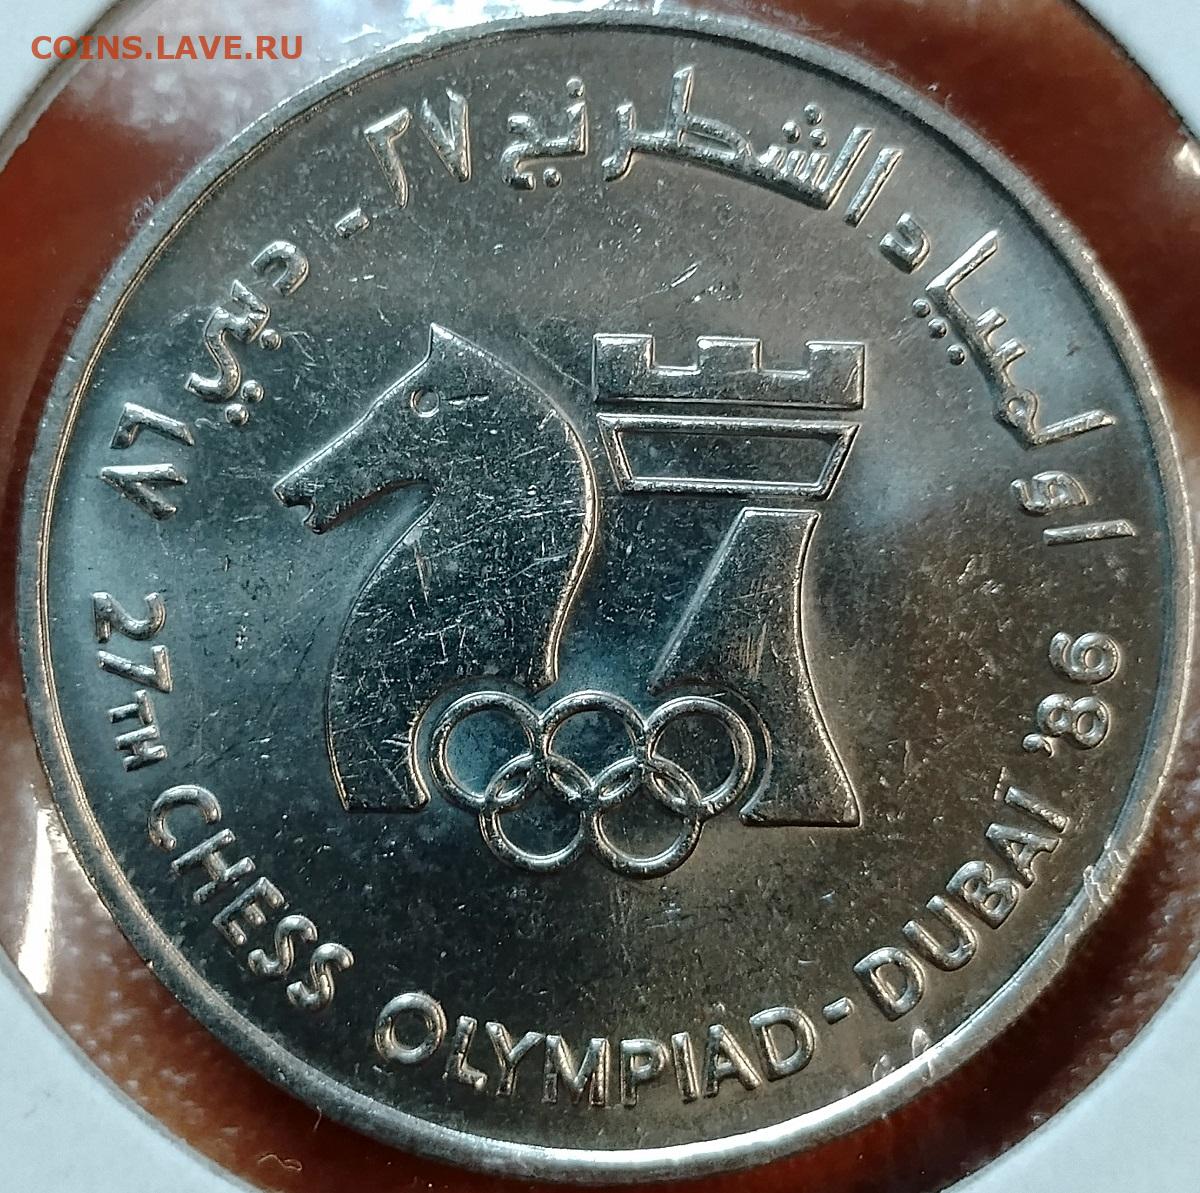 COINS.LAVE.RU
اولمبياد الشطرنج ٢٧ - دبي ٨٦
27TH CHESS OLYMPIAD - DUBAI '86